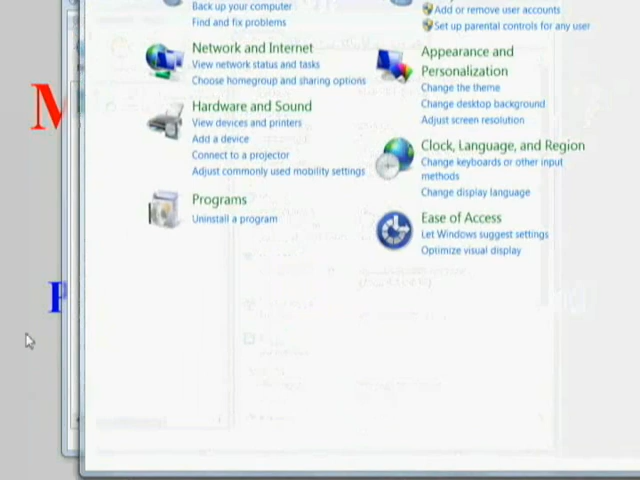 Back up your computer
Find and fix problems
Network and Internet
View network status and tasks
Choose homegroup and sharing options
Hardware and Sound
View devices and printers
Add a device
Connect to a projector
Adjust commonly used mobility settings
Programs
Uninstall a program
Add or remove user accounts
Set up parental controls for any user
Appearance and
Personalization
Change the theme
Change desktop background
Adjust screen resolution
Clock, Language, and Region
Change keyboards or other input
methods
Change display language
Ease of Access
Let Windows suggest settings
Optimize visual display
M